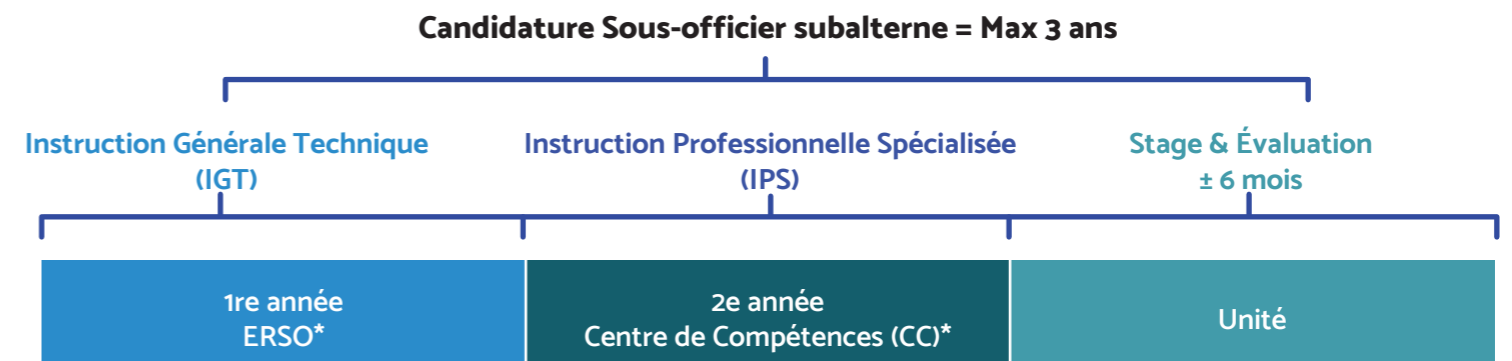 Candidature Sous-officier subalterne = Max 3 ans
Instruction Générale Technique
(IGT)
Instruction Professionnelle Spécialisée
(IPS)
Stage & Évaluation
± 6 mois
1re année
ERSO*
2e année
Centre de Compétences (CC)*
Unité